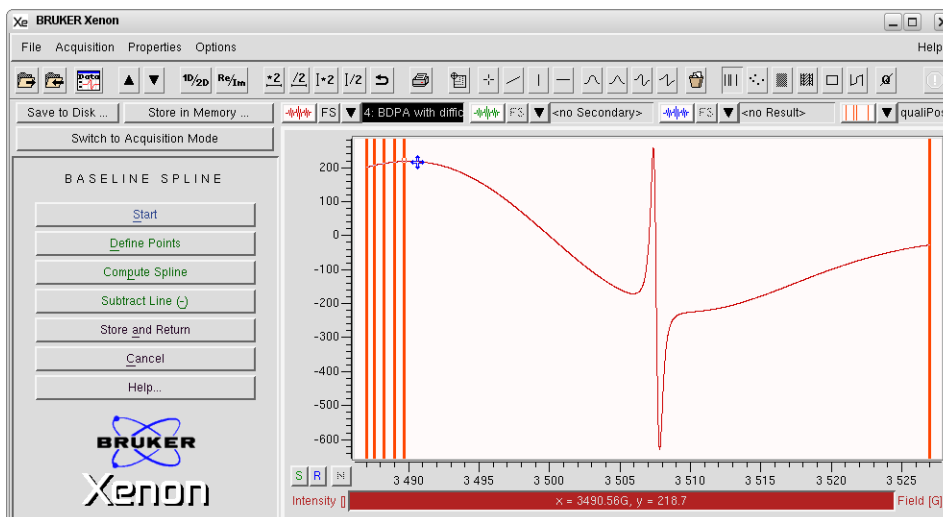 Xe BRUKER Xenon
File Acquisition Properties Options Help
Data 1D/2D Re/Im *2 /2 *2 /2
Save to Disk ... Store in Memory ... FS 4: BDPA with diffic FS <no Secondary> FS <no Result> qualiPos
Switch to Acquisition Mode
BASELINE SPLINE
Start
Define Points
Compute Spline
Subtract Line (-)
Store and Return
Cancel
Help...
BRUKER
Xenon
200
100
0
-100
-200
-300
-400
-500
-600
S R N 3 490 3 495 3 500 3 505 3 510 3 515 3 520 3 525
Intensity [] x = 3490.56G, y = 218.7 Field [G]